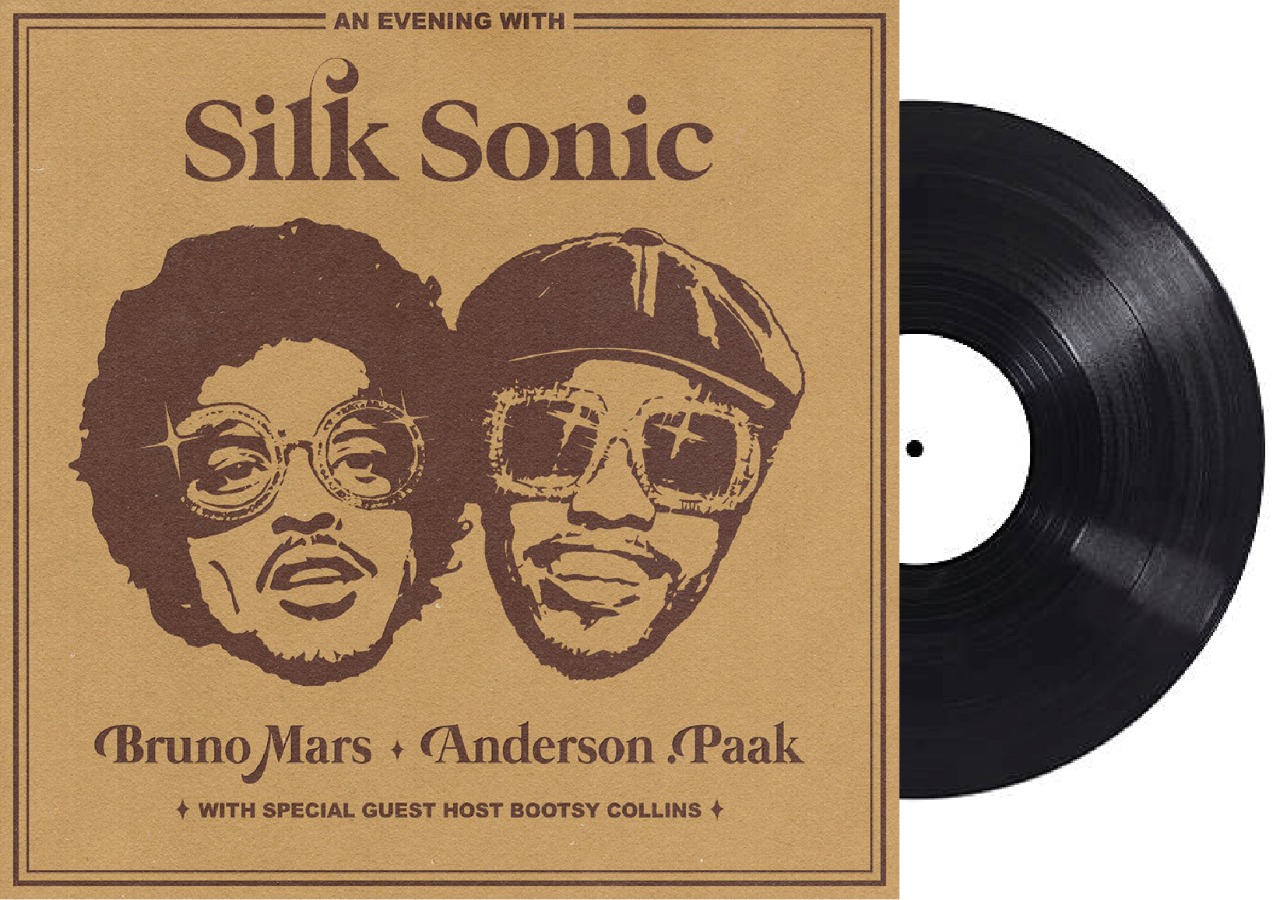 AN EVENING WITH
Silk Sonic
Bruno Mars ✦ Anderson .Paak
✦ WITH SPECIAL GUEST HOST BOOTSY COLLINS ✦